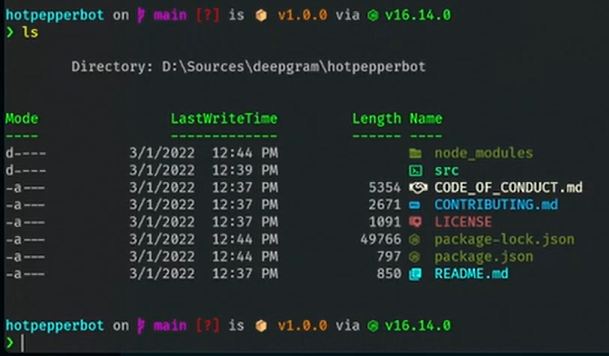 hotpepperbot on main [?] is v1.0.0 via v16.14.0
❯ ls
Directory: D:\Sources\deepgram\hotpepperbot
Mode LastWriteTime Length Name
---- ------------- ------ ----
d---- 3/1/2022 12:44 PM node_modules
d---- 3/1/2022 12:39 PM src
-a--- 3/1/2022 12:37 PM 5354 CODE_OF_CONDUCT.md
-a--- 3/1/2022 12:37 PM 2671 CONTRIBUTING.md
-a--- 3/1/2022 12:37 PM 1091 LICENSE
-a--- 3/1/2022 12:44 PM 49766 package-lock.json
-a--- 3/1/2022 12:44 PM 797 package.json
-a--- 3/1/2022 12:37 PM 850 README.md
hotpepperbot on main [?] is v1.0.0 via v16.14.0
❯